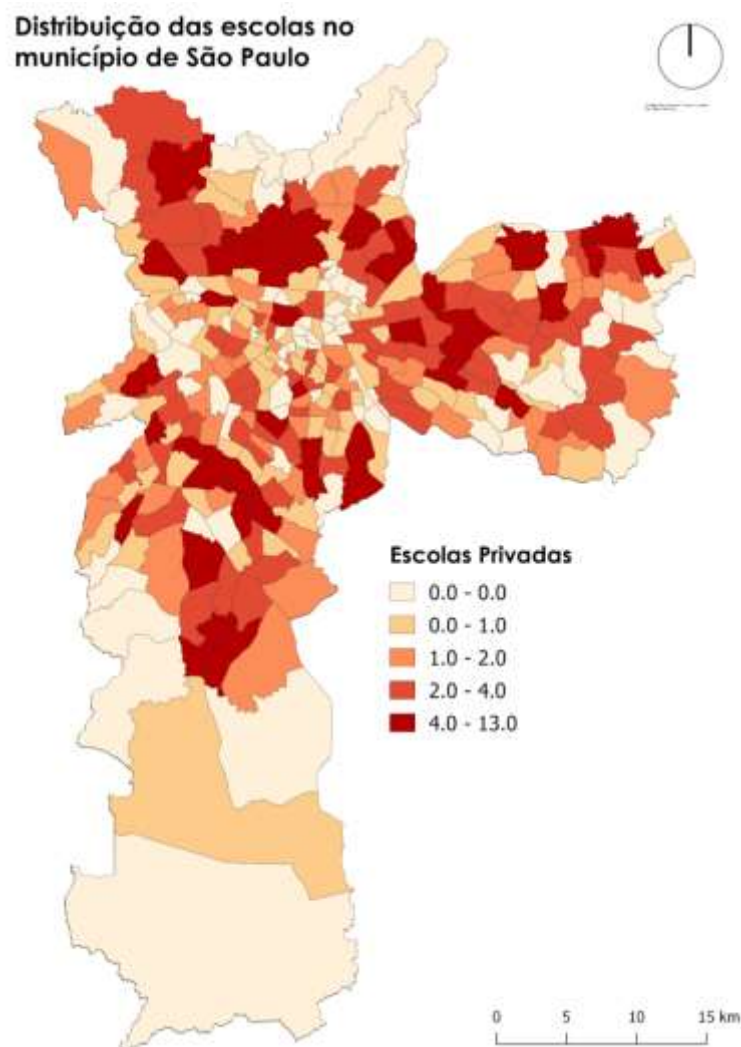 Distribuição das escolas no
município de São Paulo
Escolas Privadas
0.0 - 0.0
0.0 - 1.0
1.0 - 2.0
2.0 - 4.0
4.0 - 13.0
0 5 10 15 km